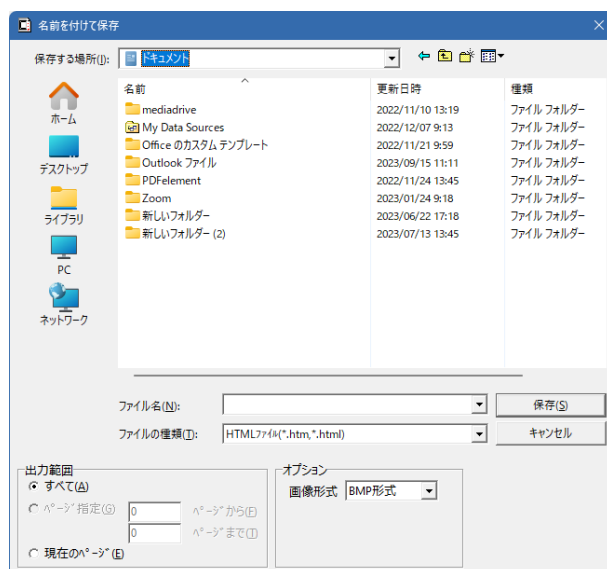 名前を付けて保存
保存する場所(I): ドキュメント
名前 更新日時 種類
mediadrive 2022/11/10 13:19 ファイル フォルダー
My Data Sources 2022/12/07 9:13 ファイル フォルダー
Office のカスタム テンプレート 2022/11/21 9:59 ファイル フォルダー
Outlook ファイル 2023/09/15 11:11 ファイル フォルダー
PDFelement 2022/11/24 13:45 ファイル フォルダー
Zoom 2023/01/24 9:18 ファイル フォルダー
新しいフォルダー 2023/06/22 17:18 ファイル フォルダー
新しいフォルダー (2) 2023/07/13 13:45 ファイル フォルダー
ホーム
デスクトップ
ライブラリ
PC
ネットワーク
ファイル名(N): 保存(S)
ファイルの種類(T): HTMLファイル(*.htm,*.html) キャンセル
出力範囲
すべて(A)
ページ指定(G) 0 ページから(F)
0 ページまで(T)
現在のページ(E)
オプション
画像形式 BMP形式